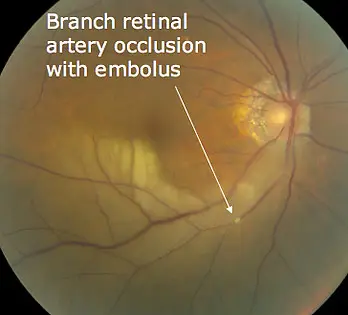 Branch retinal
artery occlusion
with embolus